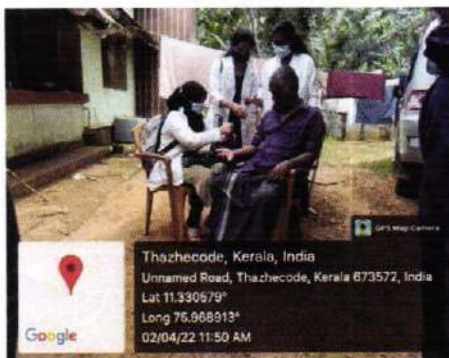 GPS Map Camera
Thazhecode, Kerala, India
Unnamed Road, Thazhecode, Kerala 673572, India
Lat 11.330579°
Long 75.968913°
02/04/22 11:50 AM
Google